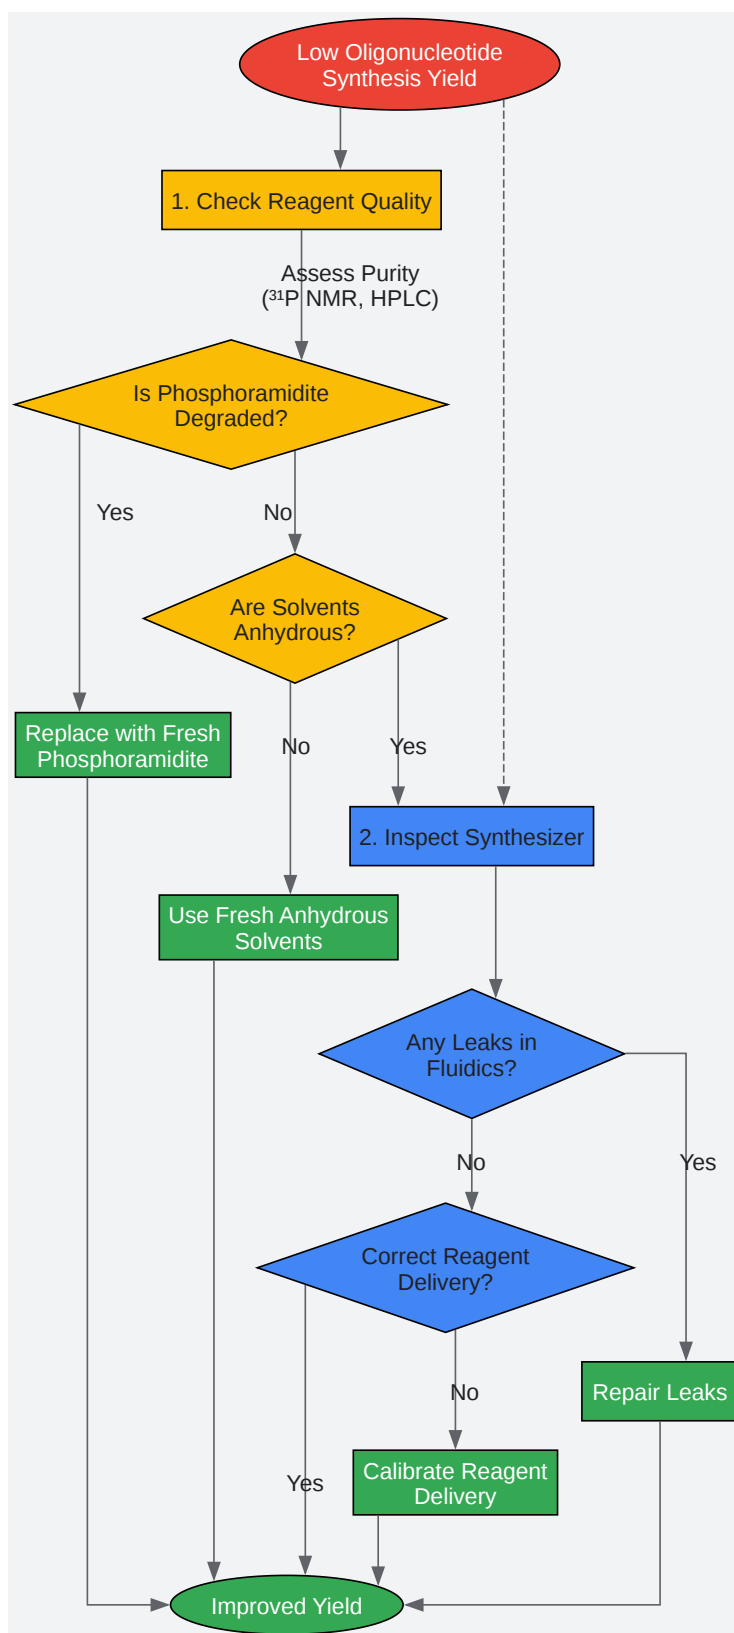 Low Oligonucleotide
Synthesis Yield
1. Check Reagent Quality
Assess Purity
(³¹P NMR, HPLC)
Is Phosphoramidite
Degraded?
Yes
No
Are Solvents
Anhydrous?
Replace with Fresh
Phosphoramidite
No
Yes
2. Inspect Synthesizer
Use Fresh Anhydrous
Solvents
Any Leaks in
Fluidics?
No
Yes
Correct Reagent
Delivery?
No
Repair Leaks
Yes
Calibrate Reagent
Delivery
Improved Yield